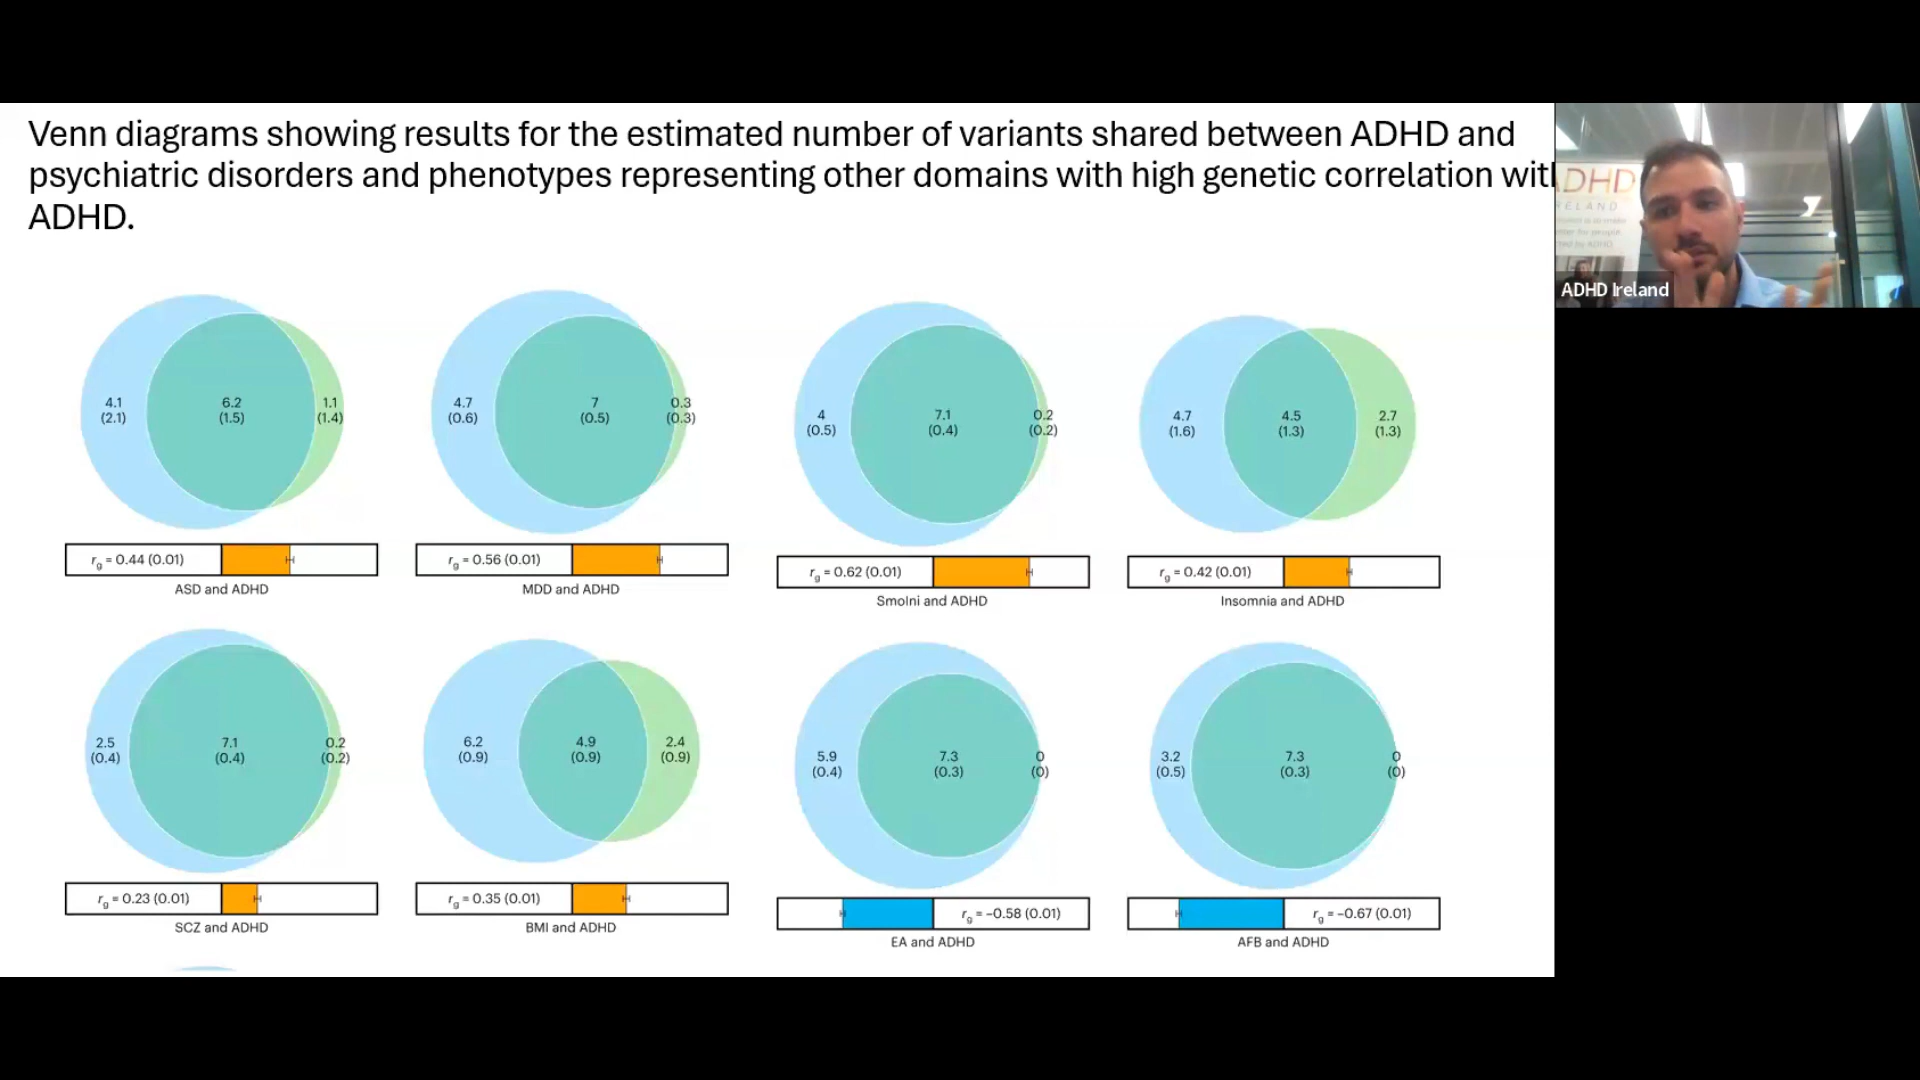 Venn diagrams showing results for the estimated number of variants shared between ADHD and
psychiatric disorders and phenotypes representing other domains with high genetic correlation with
ADHD.
ADHD
IRELAND
ADHD Ireland
4.1
(2.1)
6.2
(1.5)
1.1
(1.4)
rg = 0.44 (0.01)
ASD and ADHD
4.7
(0.6)
7
(0.5)
0.3
(0.3)
rg = 0.56 (0.01)
MDD and ADHD
4
(0.5)
7.1
(0.4)
0.2
(0.2)
rg = 0.62 (0.01)
SmoIni and ADHD
4.7
(1.6)
4.5
(1.3)
2.7
(1.3)
rg = 0.42 (0.01)
Insomnia and ADHD
2.5
(0.4)
7.1
(0.4)
0.2
(0.2)
rg = 0.23 (0.01)
SCZ and ADHD
6.2
(0.9)
4.9
(0.9)
2.4
(0.9)
rg = 0.35 (0.01)
BMI and ADHD
5.9
(0.4)
7.3
(0.3)
0
(0)
rg = −0.58 (0.01)
EA and ADHD
3.2
(0.5)
7.3
(0.3)
0
(0)
rg = −0.67 (0.01)
AFB and ADHD